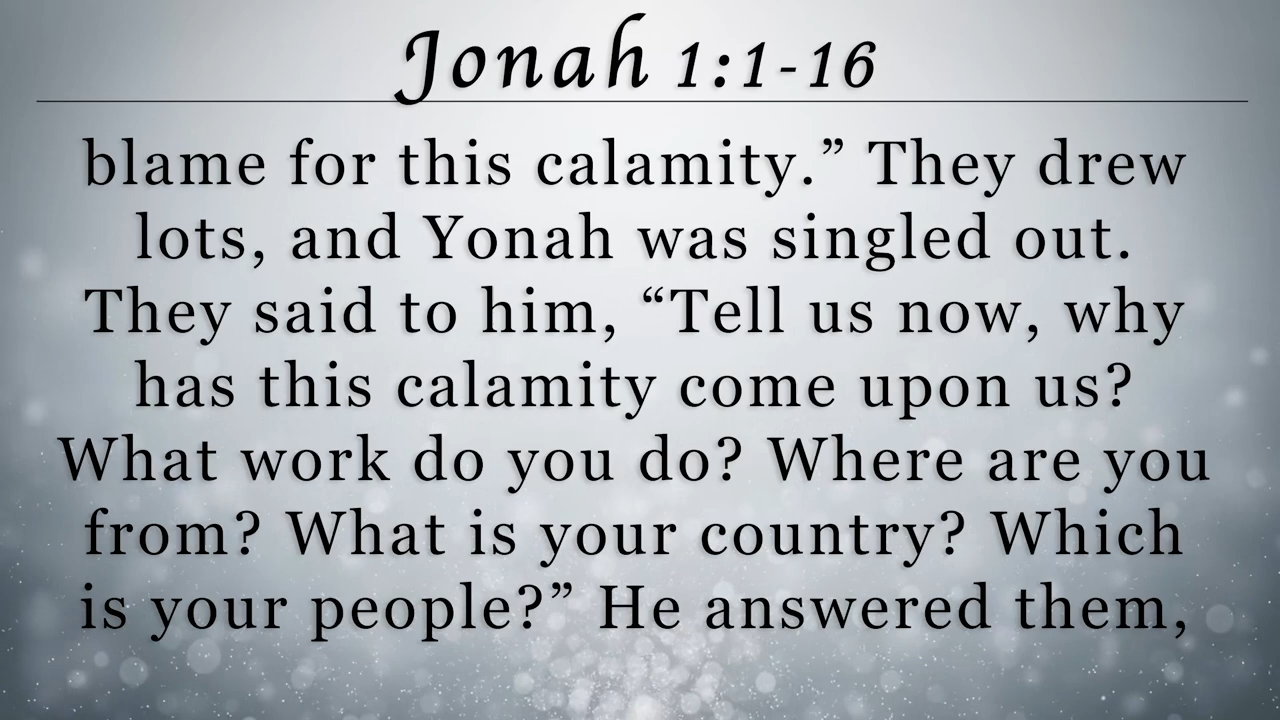 Jonah 1:1-16
blame for this calamity.” They drew
lots, and Yonah was singled out.
They said to him, “Tell us now, why
has this calamity come upon us?
What work do you do? Where are you
from? What is your country? Which
is your people?” He answered them,